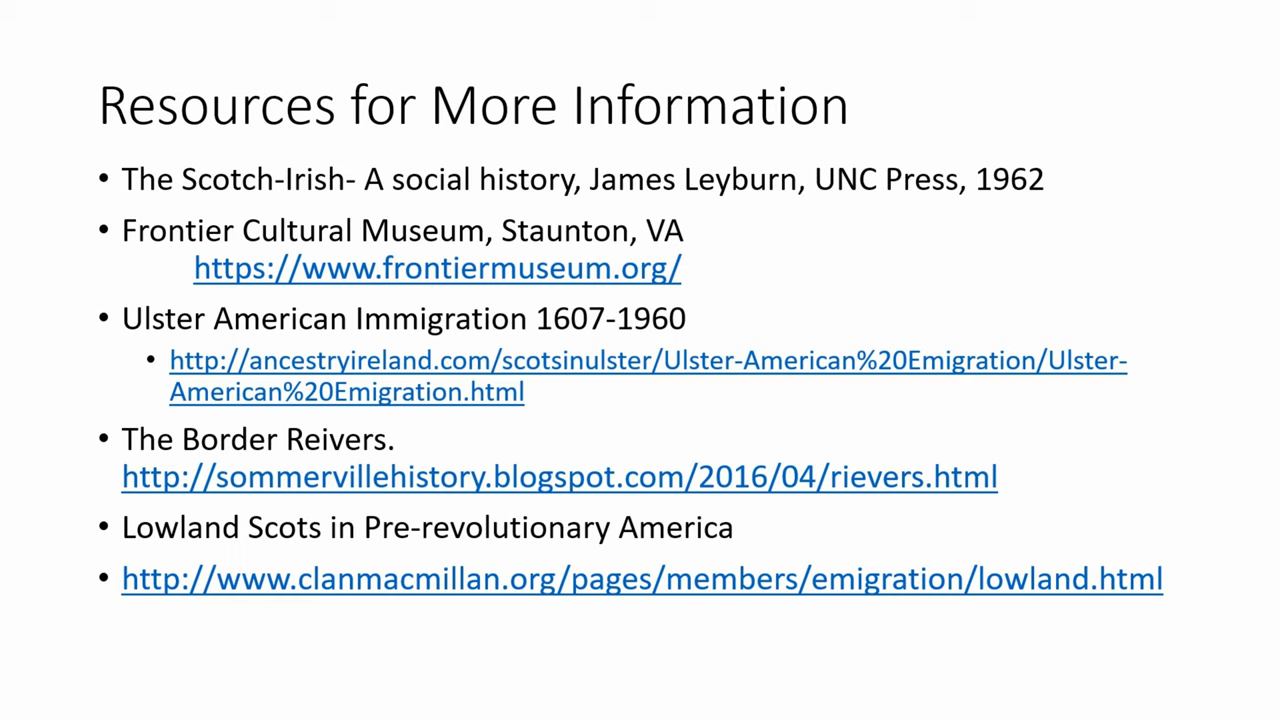 Resources for More Information
• The Scotch-Irish- A social history, James Leyburn, UNC Press, 1962
• Frontier Cultural Museum, Staunton, VA
https://www.frontiermuseum.org/
• Ulster American Immigration 1607-1960
• http://ancestryireland.com/scotsinulster/Ulster-American%20Emigration/Ulster-
American%20Emigration.html
• The Border Reivers.
http://sommervillehistory.blogspot.com/2016/04/rievers.html
• Lowland Scots in Pre-revolutionary America
• http://www.clanmacmillan.org/pages/members/emigration/lowland.html